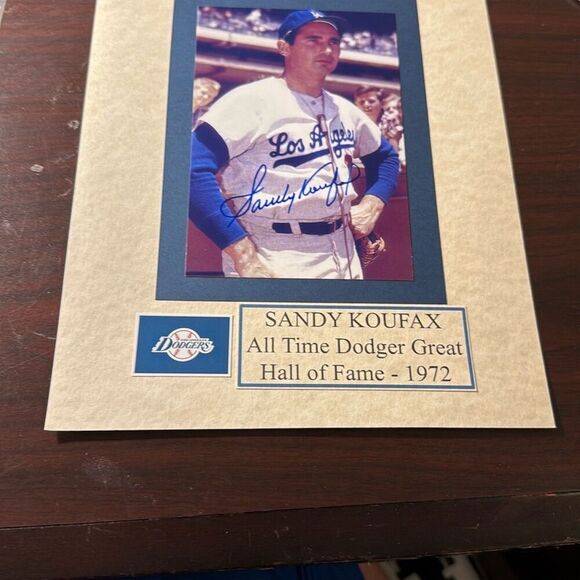 Los Angeles
Sandy Koufax
DODGERS
SANDY KOUFAX
All Time Dodger Great
Hall of Fame - 1972